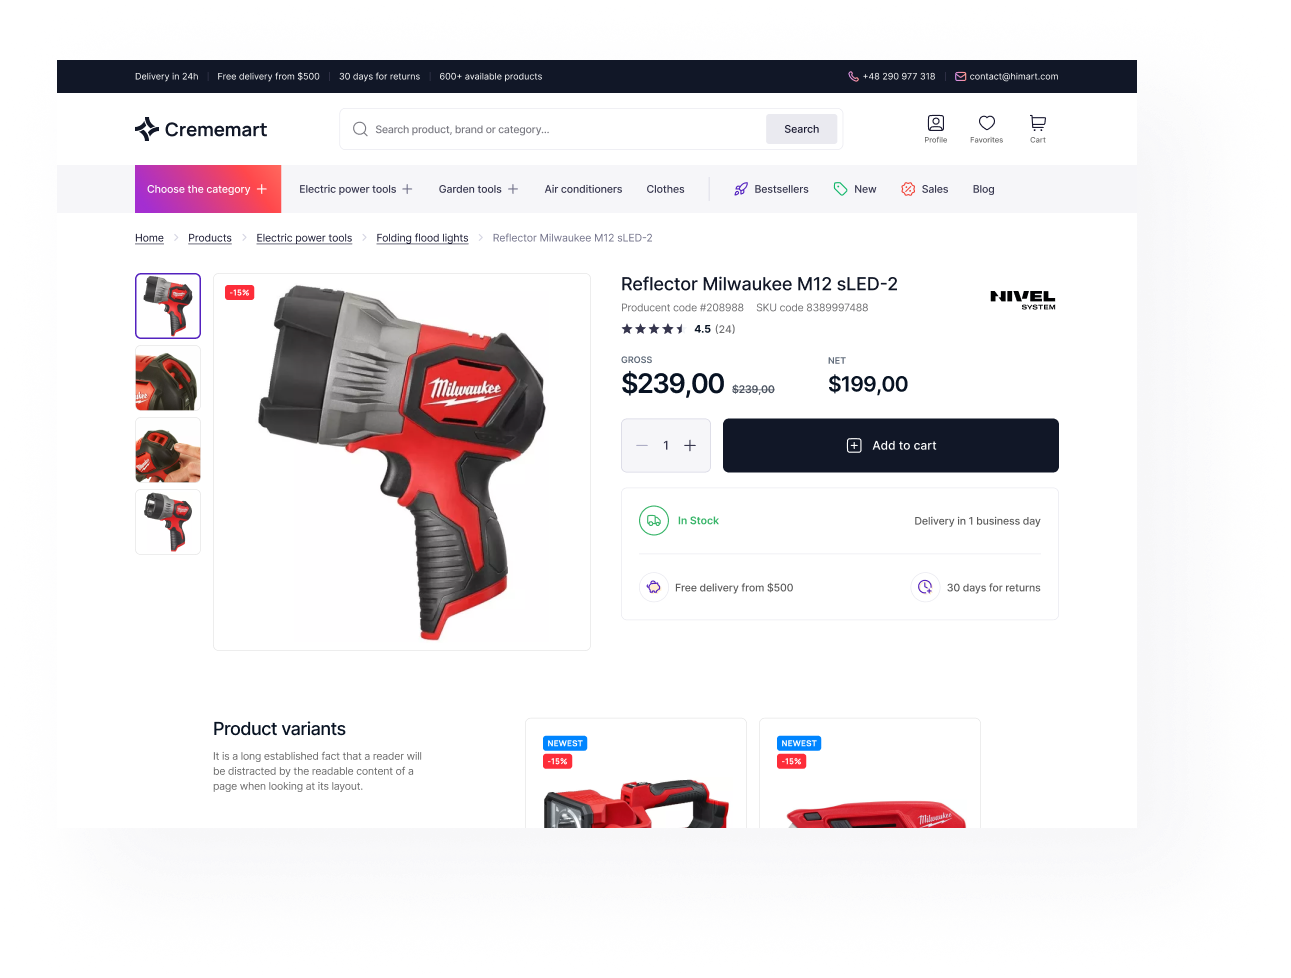 Delivery in 24h Free delivery from $500 30 days for returns 600+ available products +48 290 977 318 contact@himart.com
Crememart Search product, brand or category... Search Profile Favorites Cart
Choose the category Electric power tools Garden tools Air conditioners Clothes Bestsellers New Sales Blog
Home Products Electric power tools Folding flood lights Reflector Milwaukee M12 sLED-2
-15%
Milwaukee
Reflector Milwaukee M12 sLED-2
NIVEL
SYSTEM
Producent code #208988 SKU code 8389997488
4.5 (24)
GROSS NET
$239,00 $239,00 $199,00
1 Add to cart
In Stock Delivery in 1 business day
Free delivery from $500 30 days for returns
Product variants
It is a long established fact that a reader will
be distracted by the readable content of a
page when looking at its layout.
NEWEST
-15%
NEWEST
-15%
Milwaukee